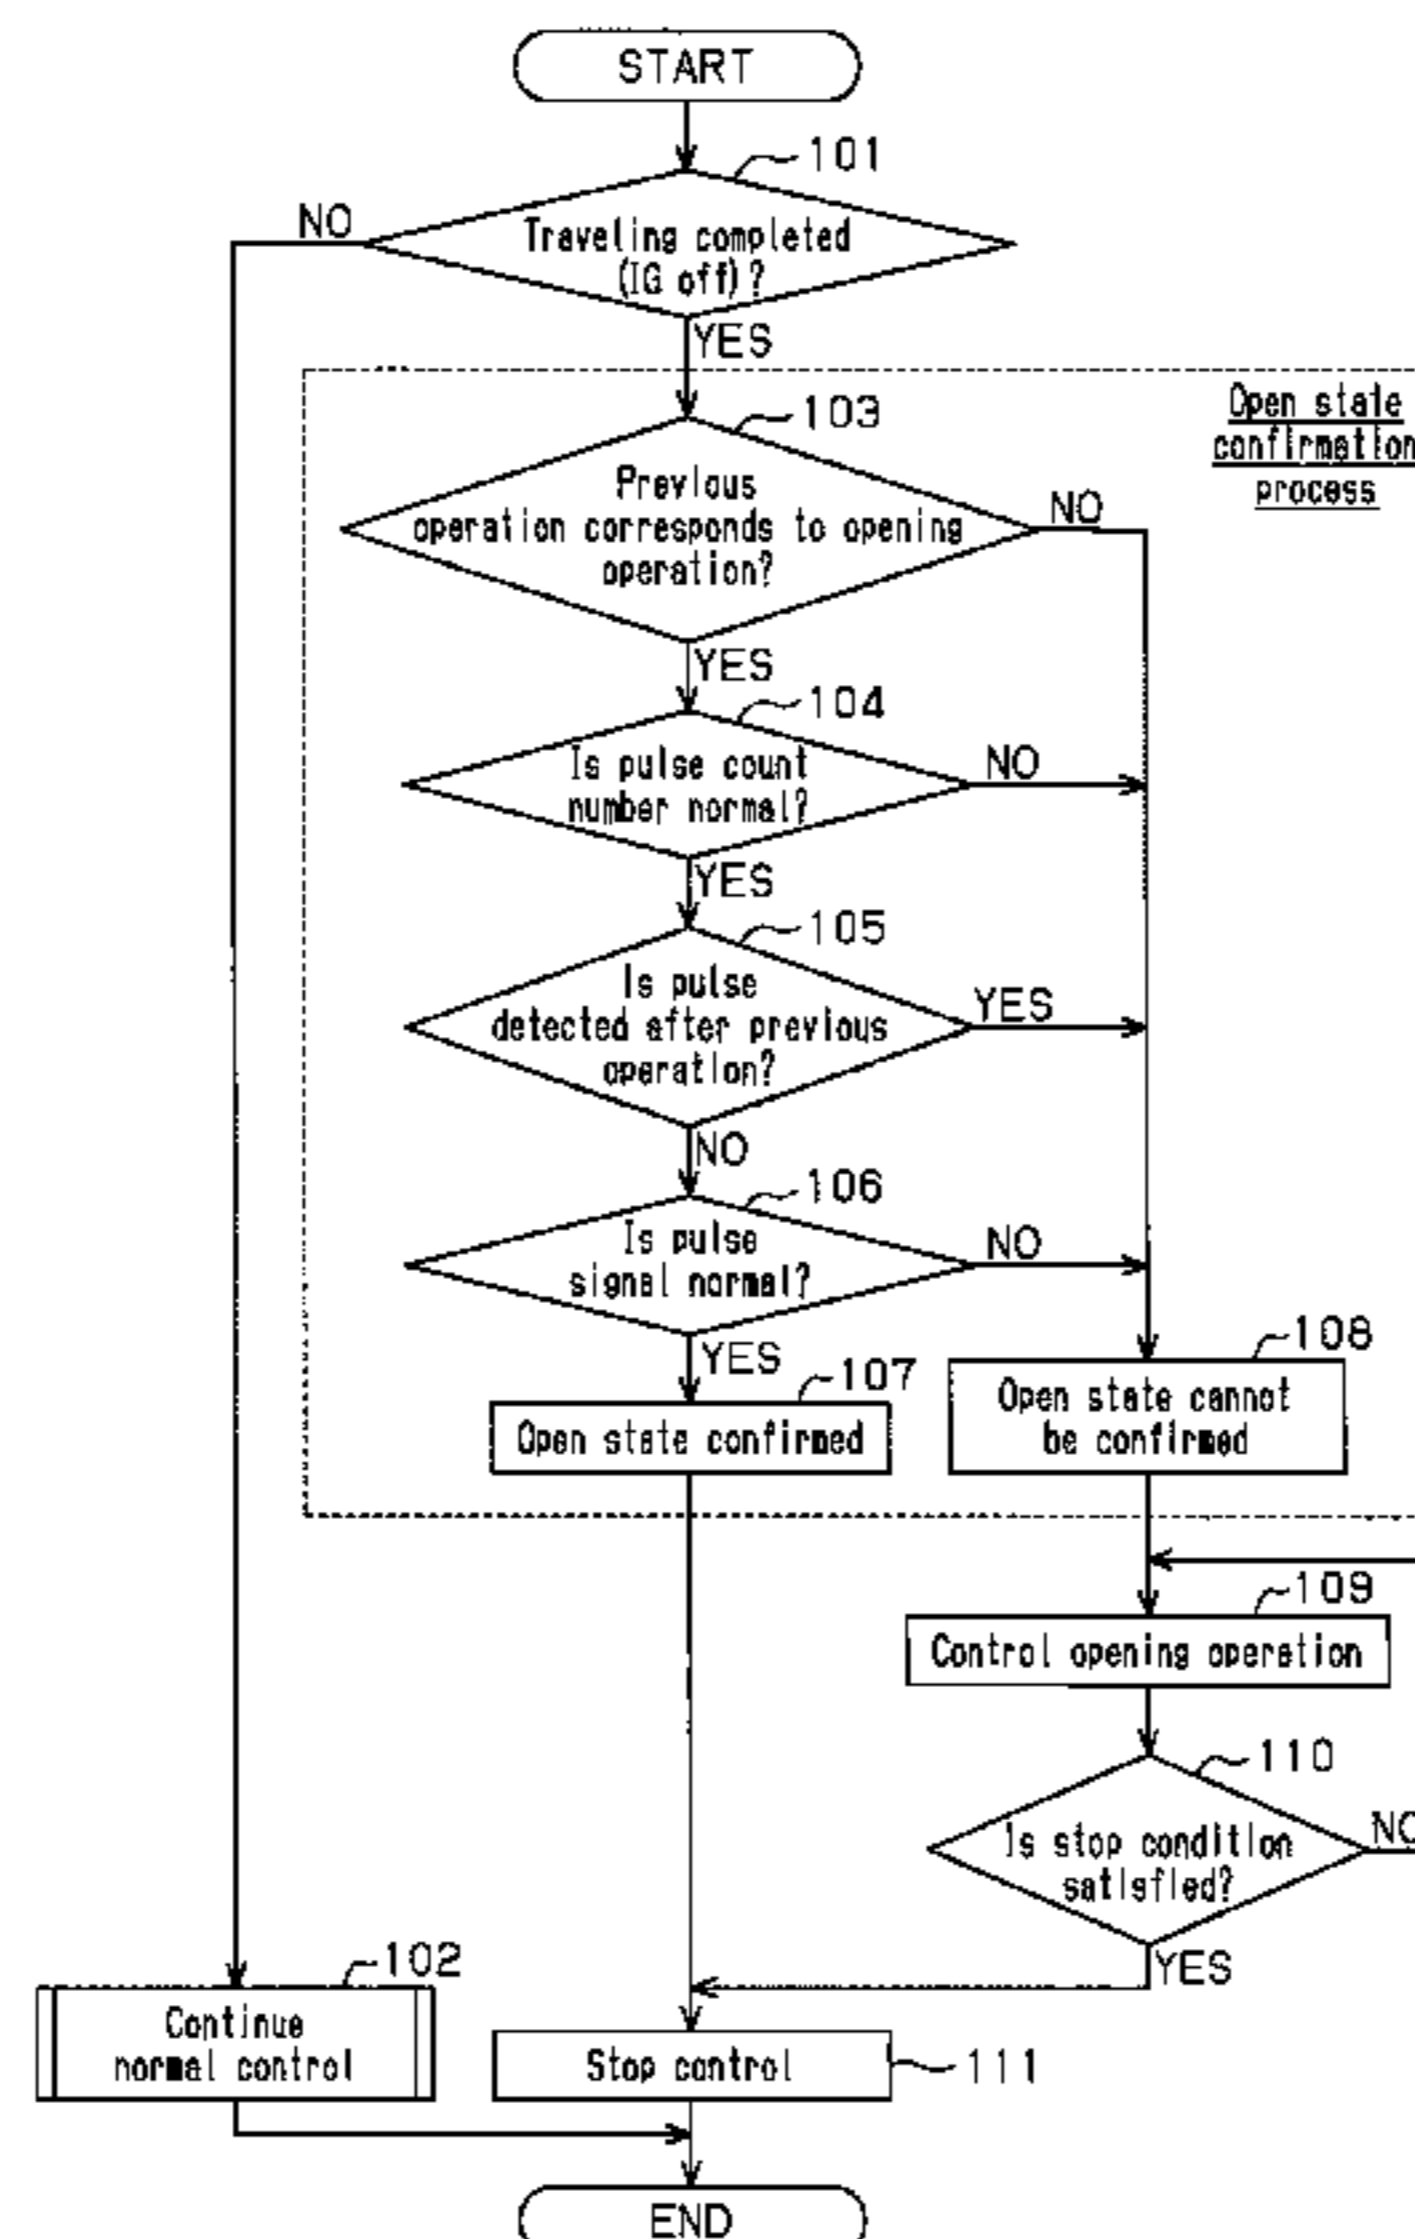 START
101
NO
Traveling completed
(IG off)?
YES
Open state
confirmation
process
103
Previous
operation corresponds to opening
operation?
NO
YES
104
Is pulse count
number normal?
NO
YES
105
Is pulse
detected after previous
operation?
YES
NO
106
Is pulse
signal normal?
NO
YES
107
Open state confirmed
108
Open state cannot
be confirmed
109
Control opening operation
110
Is stop condition
satisfied?
NO
YES
102
Continue
normal control
Stop control
111
END